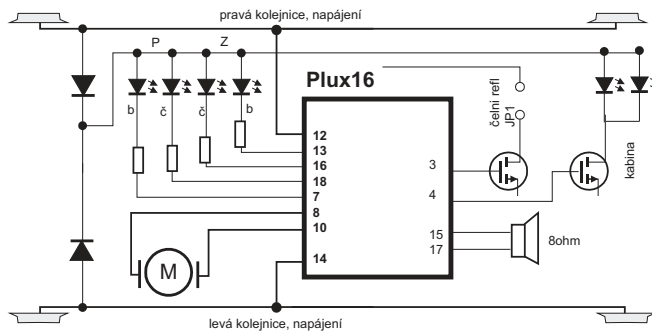 pravá kolejnice, napájení
P Z
Plux16
b č č b
12
13
16
18
7
8
10
14
3
4
15
17
čelni refl
JP1
kabina
8ohm
M
levá kolejnice, napájení